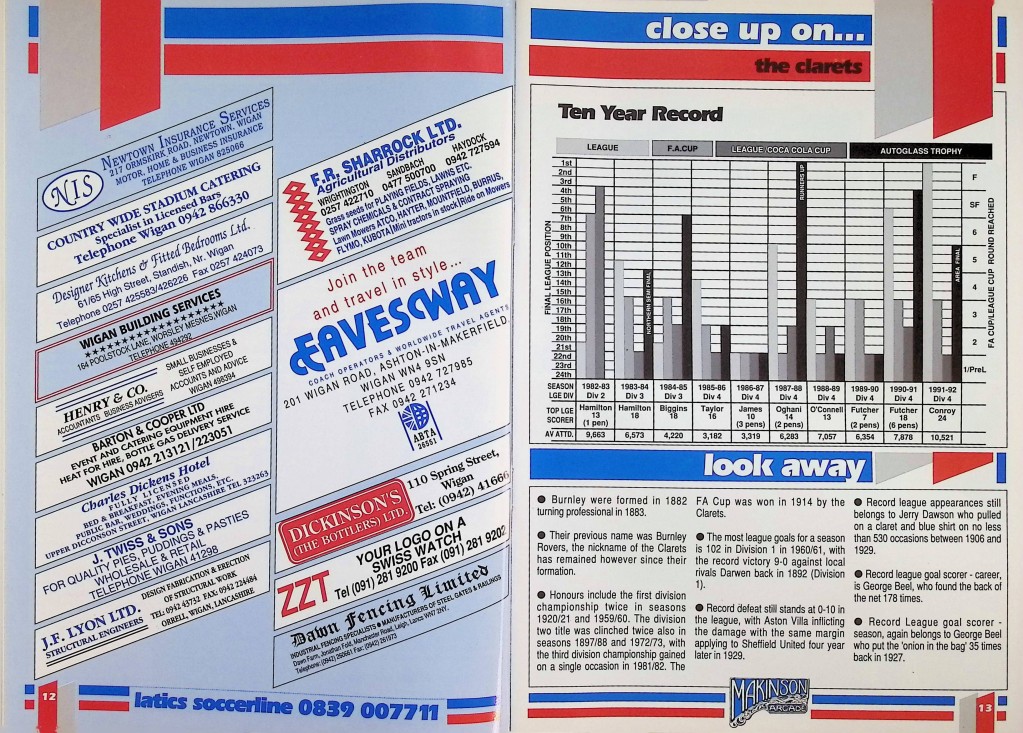 NEWTOWN INSURANCE SERVICES
217 ORMSKIRK ROAD, NEWTOWN, WIGAN
MOTOR, HOME & BUSINESS INSURANCE
TELEPHONE WIGAN 825066
NIS
COUNTRY WIDE STADIUM CATERING
Specialist in Licensed Bars
Telephone Wigan 0942 866330
Designer Kitchens & Fitted Bedrooms Ltd.
61/65 High Street, Standish, Nr. Wigan
Telephone 0257 425583/426226 Fax 0257 424073
WIGAN BUILDING SERVICES
164 POOLSTOCK LANE, WORSLEY MESNES, WIGAN
TELEPHONE 494292
HENRY & CO.
ACCOUNTANTS BUSINESS ADVISERS
SMALL BUSINESSES &
SELF EMPLOYED
ACCOUNTS AND ADVICE
WIGAN 498394
BARTON & COOPER LTD
EVENT AND CATERING EQUIPMENT HIRE
HEAT FOR HIRE, BOTTLE GAS DELIVERY SERVICE
WIGAN 0942 213121/223051
Charles Dickens Hotel
FULLY LICENSED
BED & BREAKFAST, EVENING MEALS,
PUBLIC BAR, WEDDINGS, FUNCTIONS, ETC.
UPPER DICCONSON STREET, WIGAN LANCASHIRE TEL 323263
J. TWISS & SONS
FOR QUALITY PIES, PUDDINGS & PASTIES
WHOLESALE & RETAIL
TELEPHONE WIGAN 41298
J.F. LYON LTD.
STRUCTURAL ENGINEERS
DESIGN FABRICATION & ERECTION
OF STRUCTURAL WORK
TEL: 0942 45732 FAX: 0942 224484
ORRELL, WIGAN, LANCASHIRE
F.R. SHARROCK LTD.
Agricultural Distributors
WRIGHTINGTON SANDBACH HAYDOCK
0257 422710 0477 500700 0942 727594
Grass seeds for PLAYING FIELDS, LAWNS ETC.
SPRAY CHEMICALS & CONTRACT SPRAYING
Lawn Mowers ATCO, HAYTER, MOUNTFIELD, BURRUS,
FLYMO, KUBOTA Mini tractors in stock Ride on Mowers
Join the team
and travel in style...
EAVESWAY
COACH OPERATORS & WORLDWIDE TRAVEL AGENTS
201 WIGAN ROAD, ASHTON-IN-MAKERFIELD,
WIGAN WN4 9SN
TELEPHONE 0942 727985
FAX 0942 271234
ABTA
26551
DICKINSON'S
(THE BOTTLERS) LTD.
110 Spring Street,
Wigan
Tel: (0942) 41666
ZZT
YOUR LOGO ON A
SWISS WATCH
Tel (091) 281 9200 Fax (091) 281 9202
Dawn Fencing Limited
INDUSTRIAL FENCING SPECIALISTS ● MANUFACTURERS OF STEEL GATES & RAILINGS
Dawn Farm, Jonathan Fold, Manchester Road, Leigh, Lancs WN7 2NY.
12
latics soccerline 0839 007711
close up on...
the clarets
Ten Year Record
LEAGUE F.A.CUP LEAGUE /COCA COLA CUP AUTOGLASS TROPHY
FINAL LEAGUE POSITION
1st
2nd
3rd
4th
5th
6th
7th
8th
9th
10th
11th
12th
13th
14th
15th
16th
17th
18th
19th
20th
21st
22nd
23rd
24th
NORTHERN SEMI FINAL
RUNNERS UP
AREA FINAL
F
SF
6
5
4
3
2
1/PreL
FA CUP/LEAGUE CUP ROUND REACHED
SEASON 1982-83 1983-84 1984-85 1985-86 1986-87 1987-88 1988-89 1989-90 1990-91 1991-92
LGE DIV Div 2 Div 3 Div 3 Div 4 Div 4 Div 4 Div 4 Div 4 Div 4 Div 4
TOP LGE Hamilton Hamilton Biggins Taylor James Oghani O'Connell Futcher Futcher Conroy
SCORER 13 18 18 16 10 14 13 7 18 24
(1 pen) (3 pens) (2 pens) (2 pens) (6 pens)
AV ATTD. 9,663 6,573 4,220 3,182 3,319 6,283 7,057 6,354 7,878 10,521
look away
● Burnley were formed in 1882
turning professional in 1883.
● Their previous name was Burnley
Rovers, the nickname of the Clarets
has remained however since their
formation.
● Honours include the first division
championship twice in seasons
1920/21 and 1959/60. The division
two title was clinched twice also in
seasons 1897/88 and 1972/73, with
the third division championship gained
on a single occasion in 1981/82. The
FA Cup was won in 1914 by the
Clarets.
● The most league goals for a season
is 102 in Division 1 in 1960/61, with
the record victory 9-0 against local
rivals Darwen back in 1892 (Division
1).
● Record defeat still stands at 0-10 in
the league, with Aston Villa inflicting
the damage with the same margin
applying to Sheffield United four year
later in 1929.
● Record league appearances still
belongs to Jerry Dawson who pulled
on a claret and blue shirt on no less
than 530 occasions between 1906 and
1929.
● Record league goal scorer - career,
is George Beel, who found the back of
the net 178 times.
● Record League goal scorer -
season, again belongs to George Beel
who put the 'onion in the bag' 35 times
back in 1927.
MAKINSON
ARCADE
13